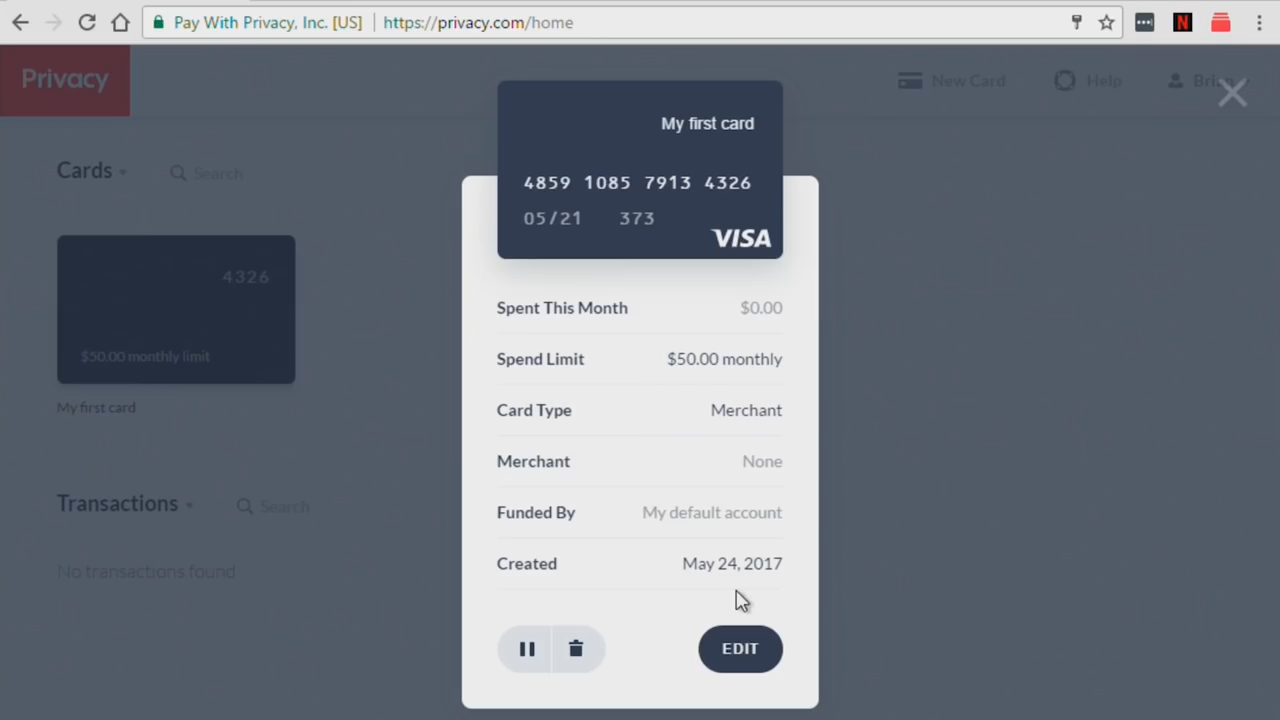 Pay With Privacy, Inc. [US] https://privacy.com/home
Privacy
New Card
Help
Cards
Search
4326
$50.00 monthly limit
My first card
Transactions
Search
No transactions found
My first card
4859 1085 7913 4326
05/21 373
VISA
Spent This Month $0.00
Spend Limit $50.00 monthly
Card Type Merchant
Merchant None
Funded By My default account
Created May 24, 2017
EDIT